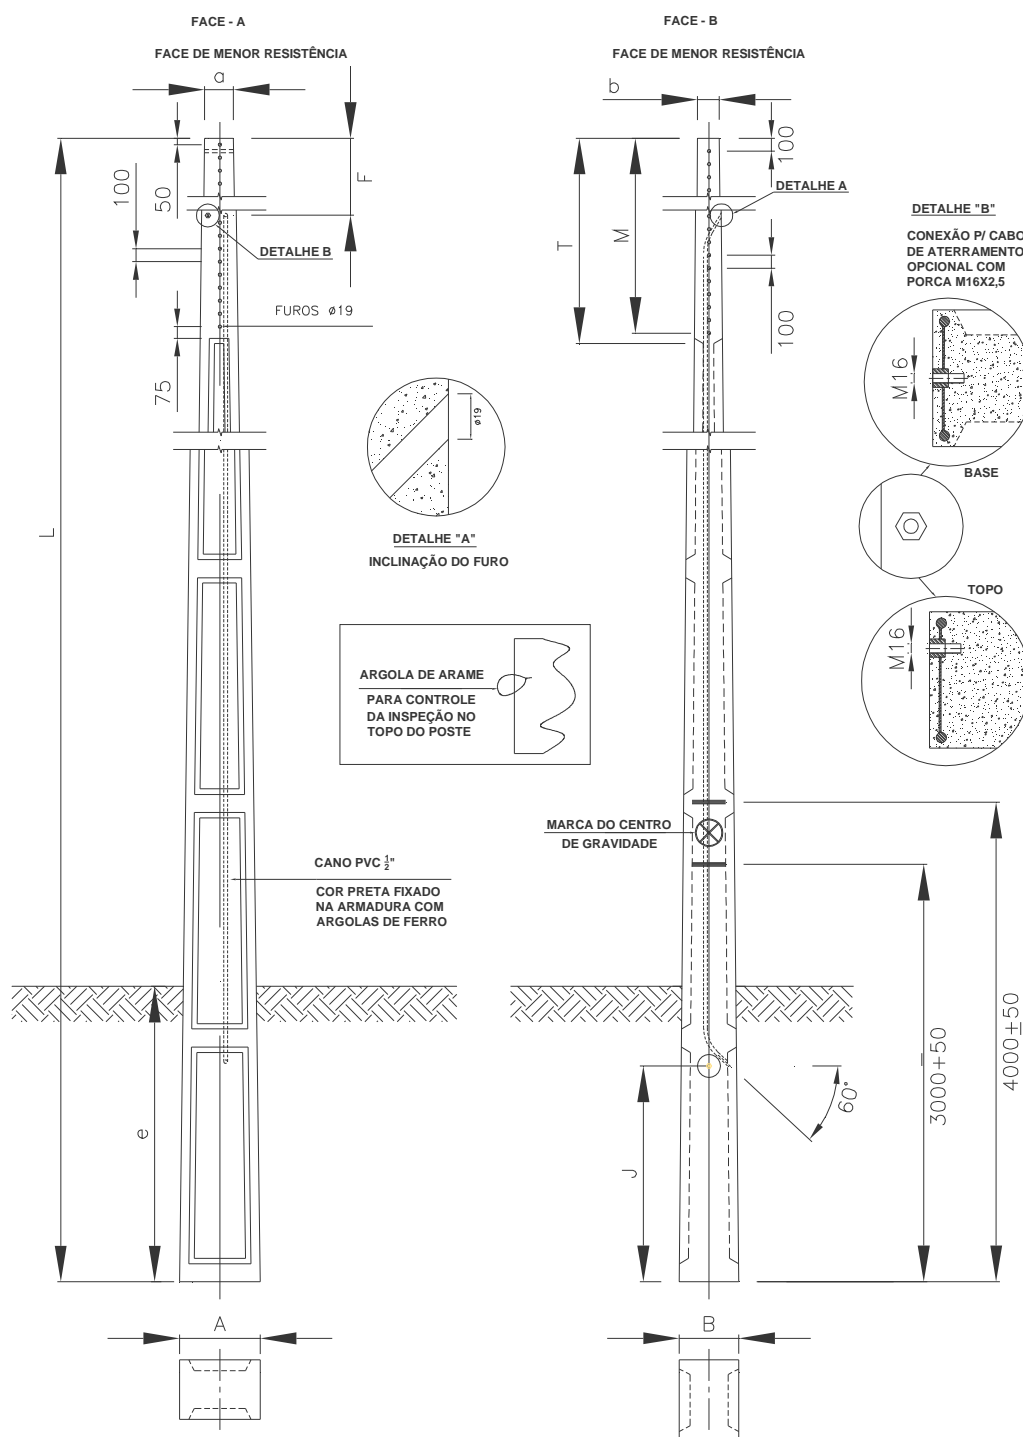 FACE - A
FACE DE MENOR RESISTÊNCIA
a
F
100
50
DETALHE B
FUROS ø19
75
L
e
A
FACE - B
FACE DE MENOR RESISTÊNCIA
b
100
DETALHE A
T
M
100
DETALHE "B"
CONEXÃO P/ CABO
DE ATERRAMENTO
OPCIONAL COM
PORCA M16X2,5
M16
BASE
TOPO
M16
ø19
DETALHE "A"
INCLINAÇÃO DO FURO
ARGOLA DE ARAME
PARA CONTROLE
DA INSPEÇÃO NO
TOPO DO POSTE
MARCA DO CENTRO
DE GRAVIDADE
CANO PVC ½"
COR PRETA FIXADO
NA ARMADURA COM
ARGOLAS DE FERRO
3000±50
4000±50
60°
J
B